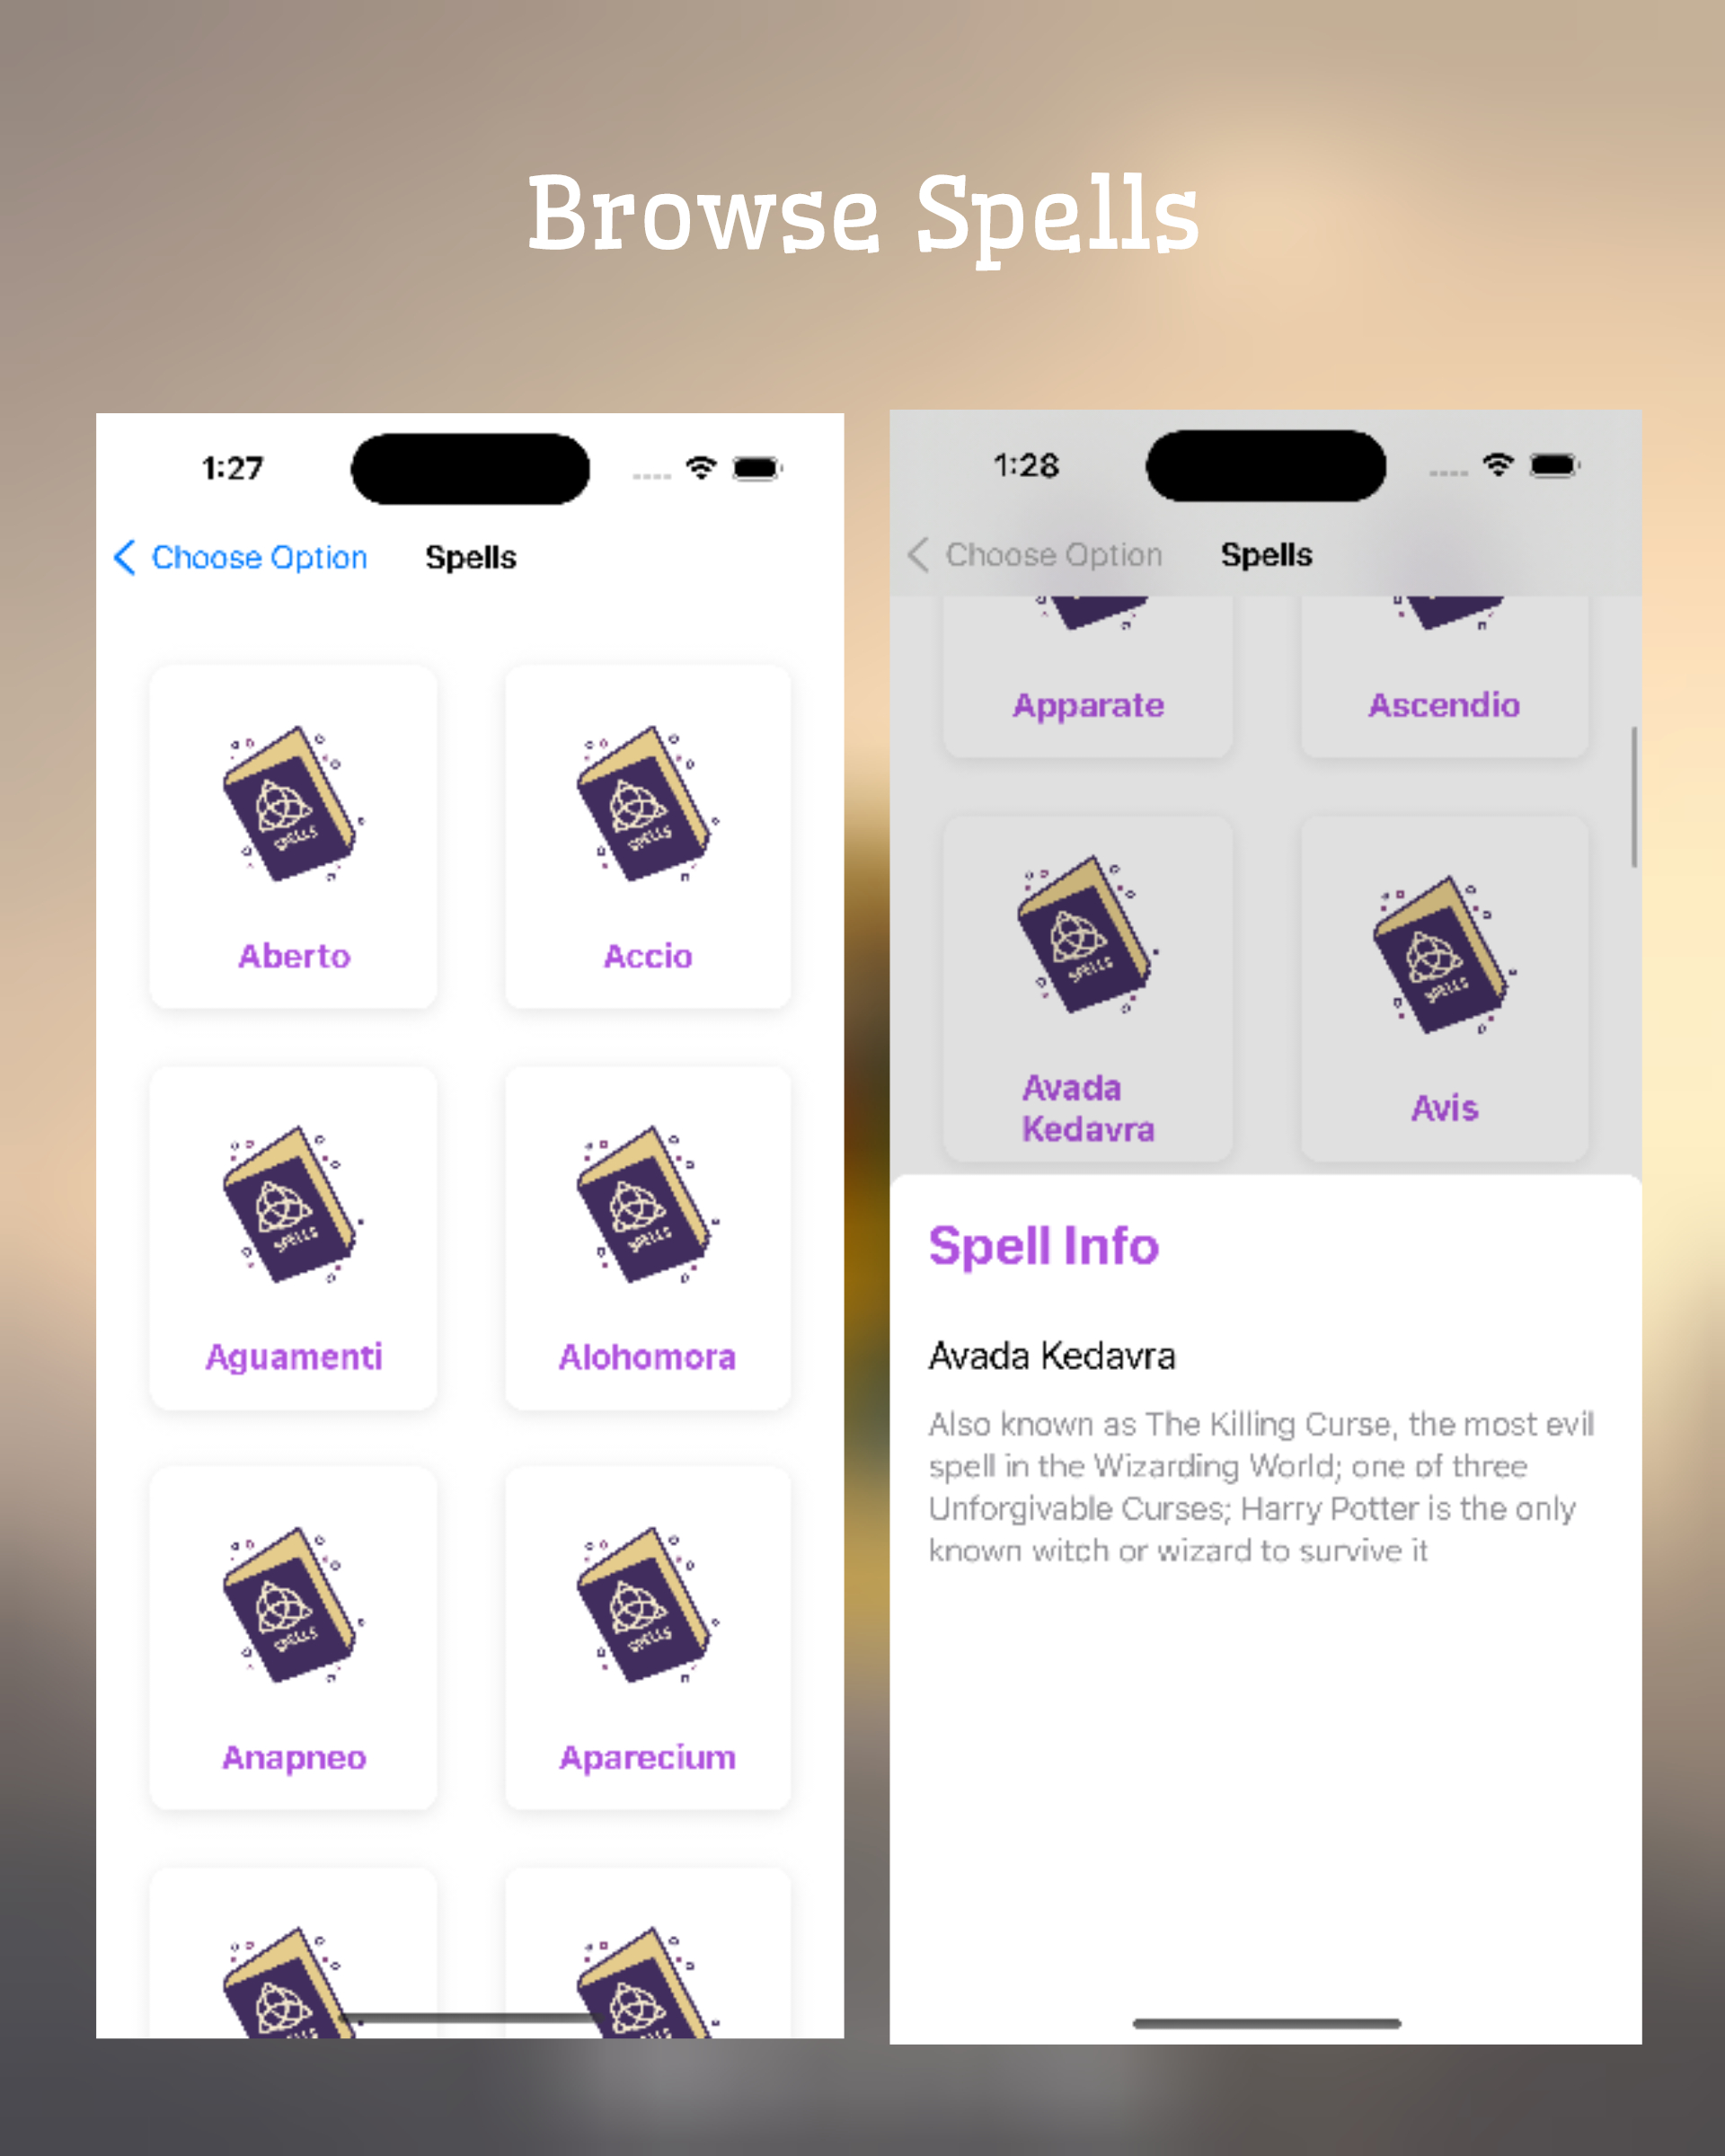 Browse Spells
1:27
Choose Option
Spells
SPELLS
SPELLS
Aberto
Accio
SPELLS
SPELLS
Aguamenti
Alohomora
SPELLS
SPELLS
Anapneo
Aparecium
1:28
Choose Option
Spells
Apparate
Ascendio
SPELLS
SPELLS
Avada
Kedavra
Avis
Spell Info
Avada Kedavra
Also known as The Killing Curse, the most evil
spell in the Wizarding World; one of three
Unforgivable Curses; Harry Potter is the only
known witch or wizard to survive it